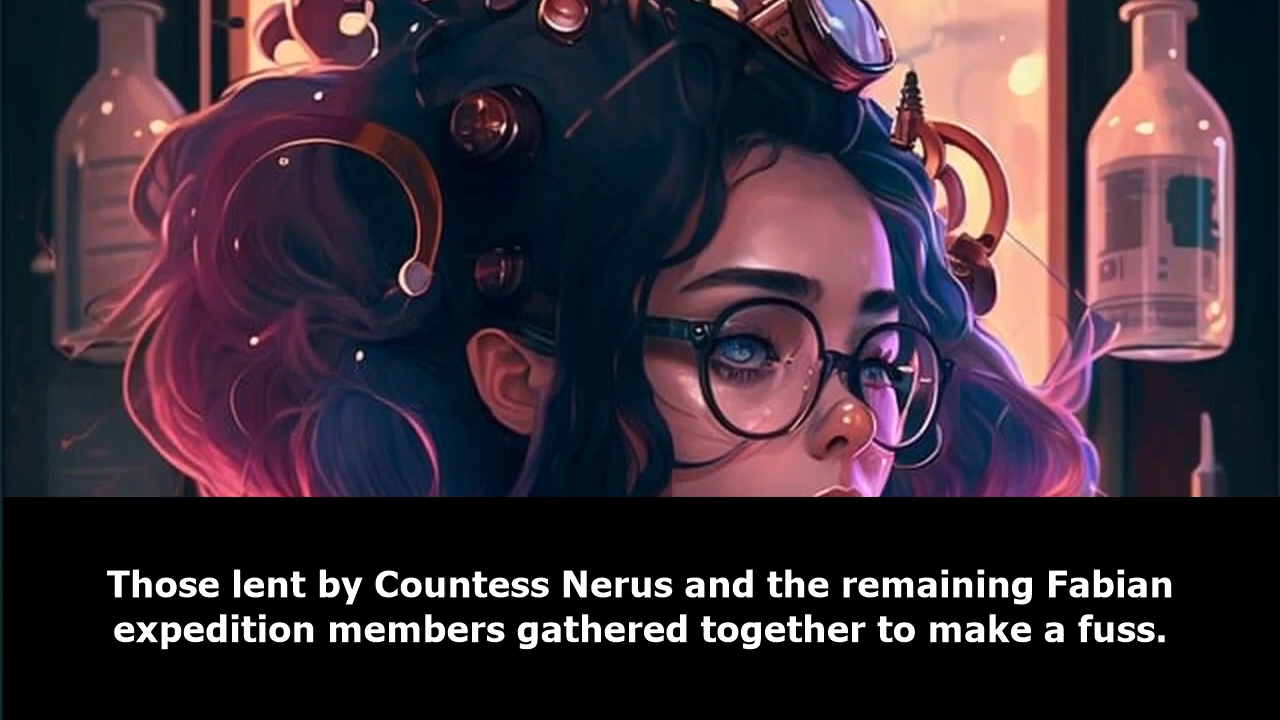 Those lent by Countess Nerus and the remaining Fabian
expedition members gathered together to make a fuss.